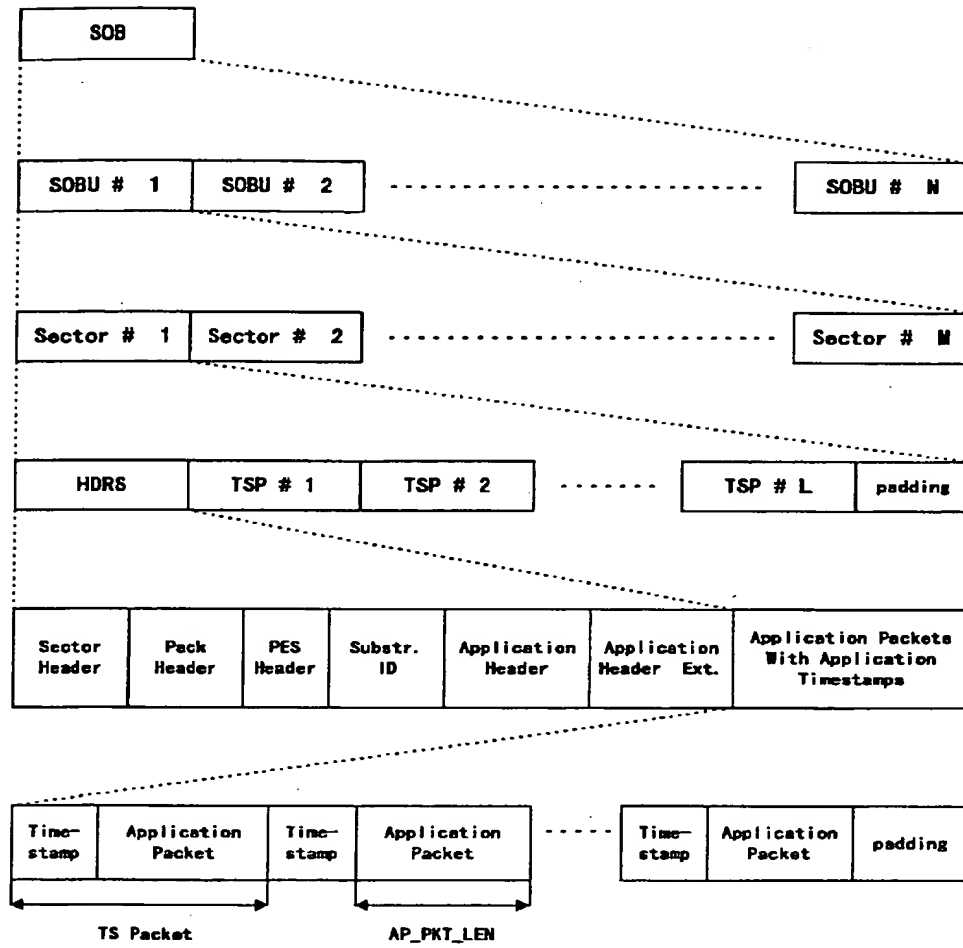 SOB
SOBU # 1 SOBU # 2 SOBU # N
Sector # 1 Sector # 2 Sector # M
HDRS TSP # 1 TSP # 2 TSP # L padding
Sector Header Pack Header PES Header Substr. ID Application Header Application Header Ext. Application Packets With Application Timestamps
Time-stamp Application Packet Time-stamp Application Packet Time-stamp Application Packet padding
TS Packet AP_PKT_LEN